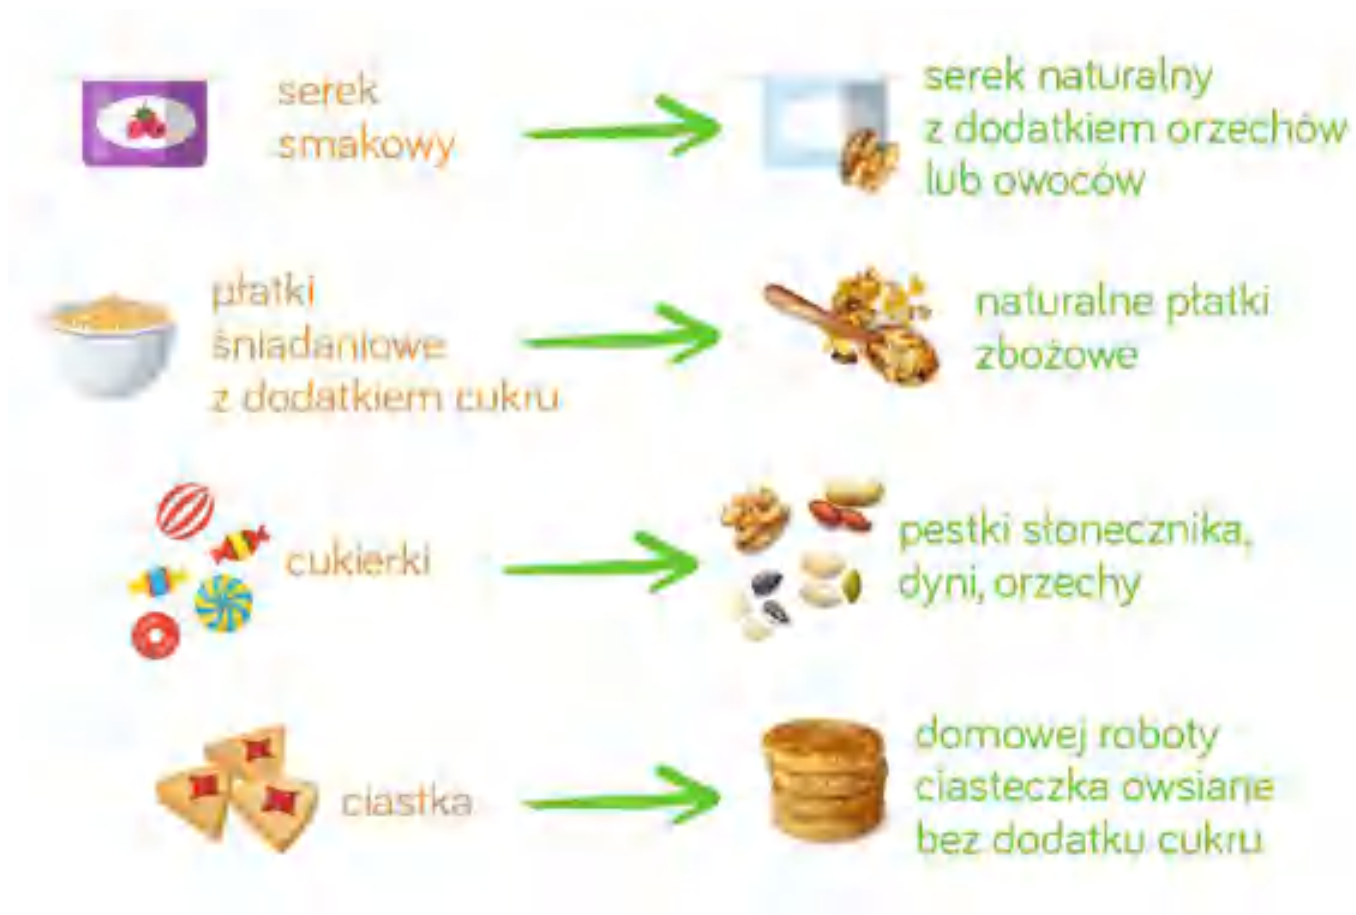 serek
smakowy
serek naturalny
z dodatkiem orzechów
lub owoców
płatki
śniadaniowe
z dodatkiem cukru
naturalne płatki
zbożowe
cukierki
pestki słonecznika,
dyni, orzechy
ciastka
domowej roboty
ciasteczka owsiane
bez dodatku cukru